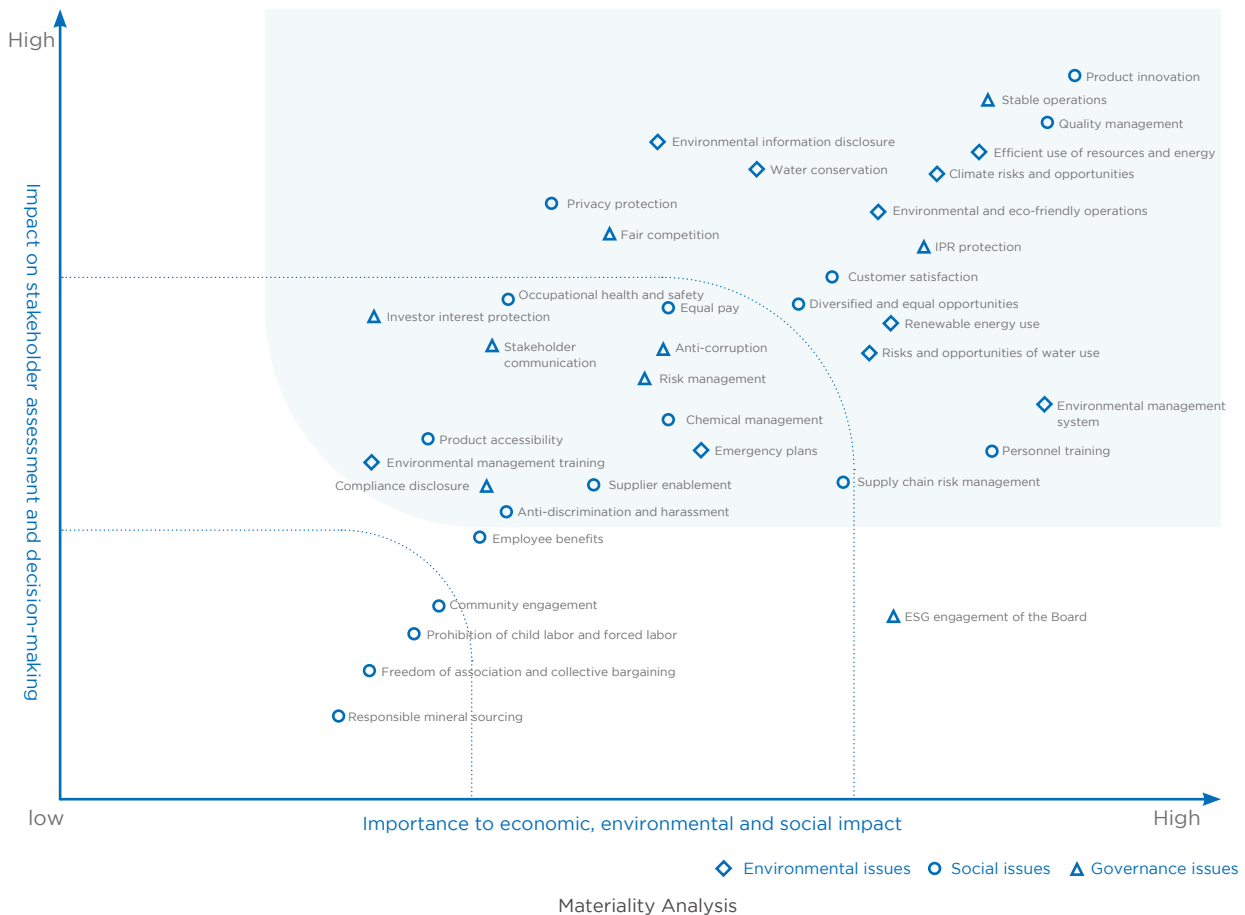 High
Product innovation
Stable operations
Quality management
Environmental information disclosure
Efficient use of resources and energy
Water conservation
Climate risks and opportunities
Privacy protection
Environmental and eco-friendly operations
Fair competition
IPR protection
Customer satisfaction
Occupational health and safety
Diversified and equal opportunities
Equal pay
Investor interest protection
Renewable energy use
Stakeholder
communication
Anti-corruption
Risks and opportunities of water use
Risk management
Environmental management
system
Chemical management
Product accessibility
Emergency plans
Personnel training
Environmental management training
Compliance disclosure
Supplier enablement
Supply chain risk management
Anti-discrimination and harassment
Employee benefits
Community engagement
ESG engagement of the Board
Prohibition of child labor and forced labor
Freedom of association and collective bargaining
Responsible mineral sourcing
Impact on stakeholder assessment and decision-making
low
Importance to economic, environmental and social impact
High
Environmental issues
Social issues
Governance issues
Materiality Analysis